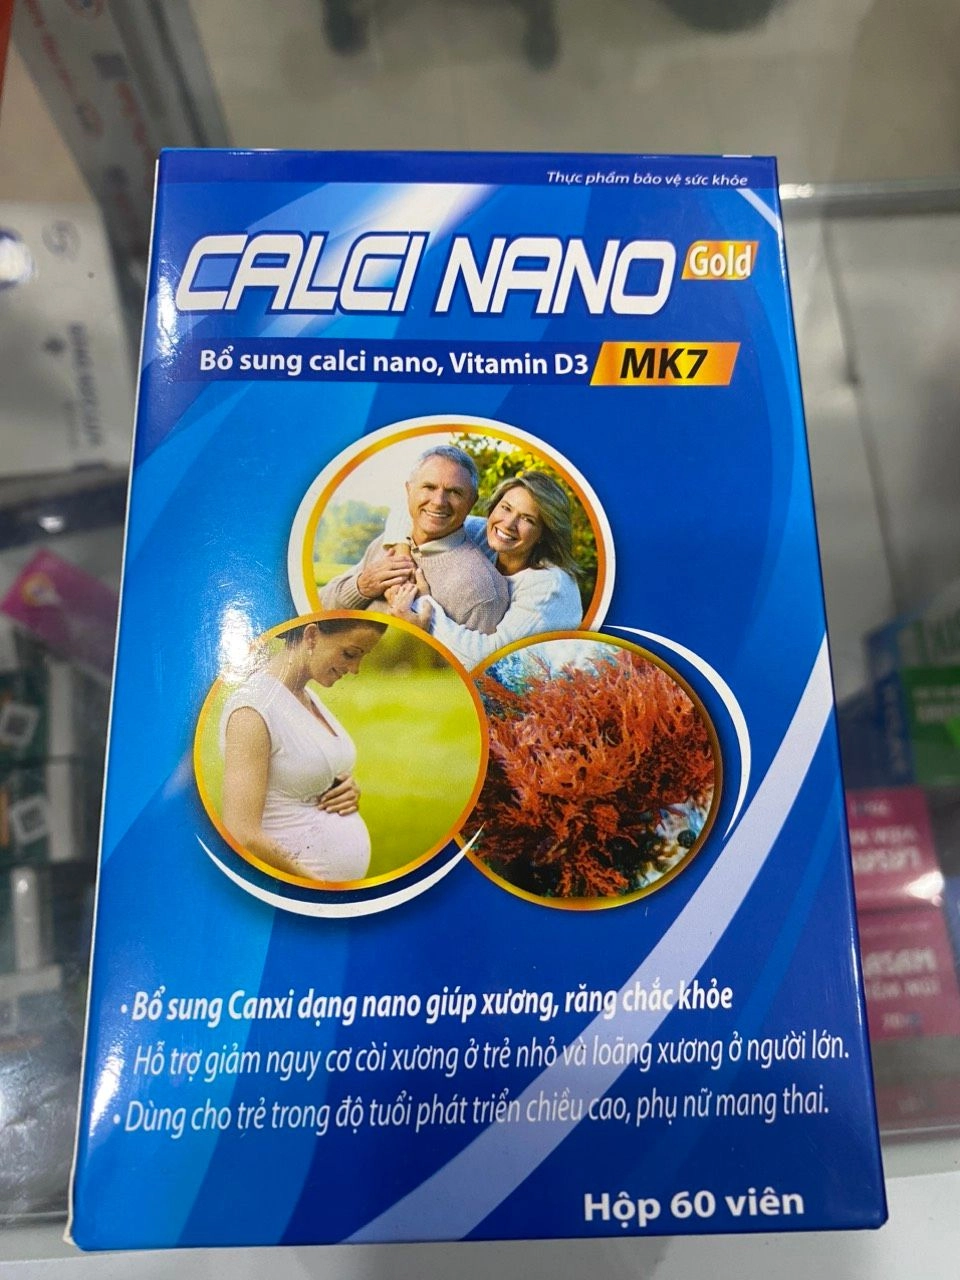 Thực phẩm bảo vệ sức khỏe
CALCI NANO Gold
Bổ sung calci nano, Vitamin D3 MK7
• Bổ sung Canxi dạng nano giúp xương, răng chắc khỏe
Hỗ trợ giảm nguy cơ còi xương ở trẻ nhỏ và loãng xương ở người lớn.
• Dùng cho trẻ trong độ tuổi phát triển chiều cao, phụ nữ mang thai.
Hộp 60 viên